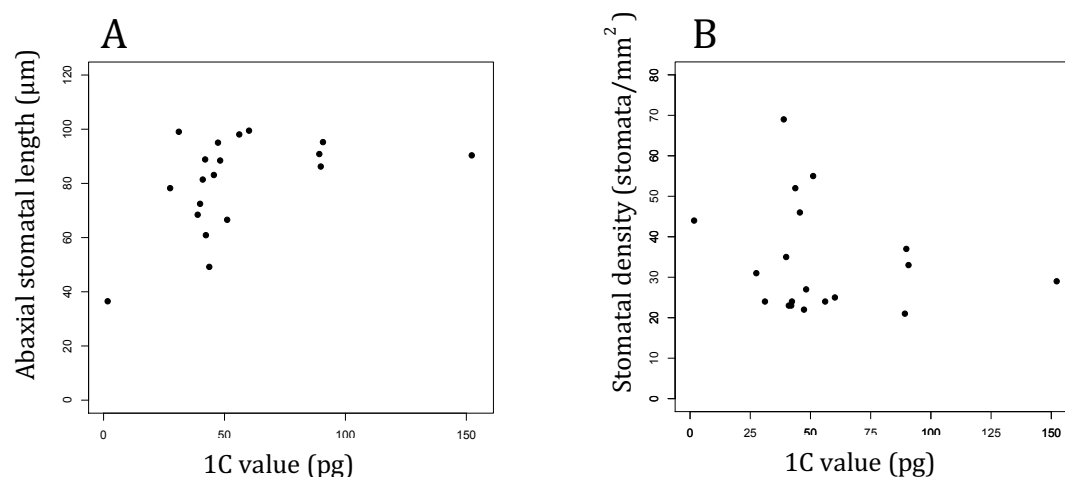 A
Abaxial stomatal length (µm)
120
100
80
60
40
20
0
0 50 100 150
1C value (pg)
B
Stomatal density (stomata/mm²)
80
70
60
50
40
30
20
10
0
0 25 50 75 100 125 150
1C value (pg)